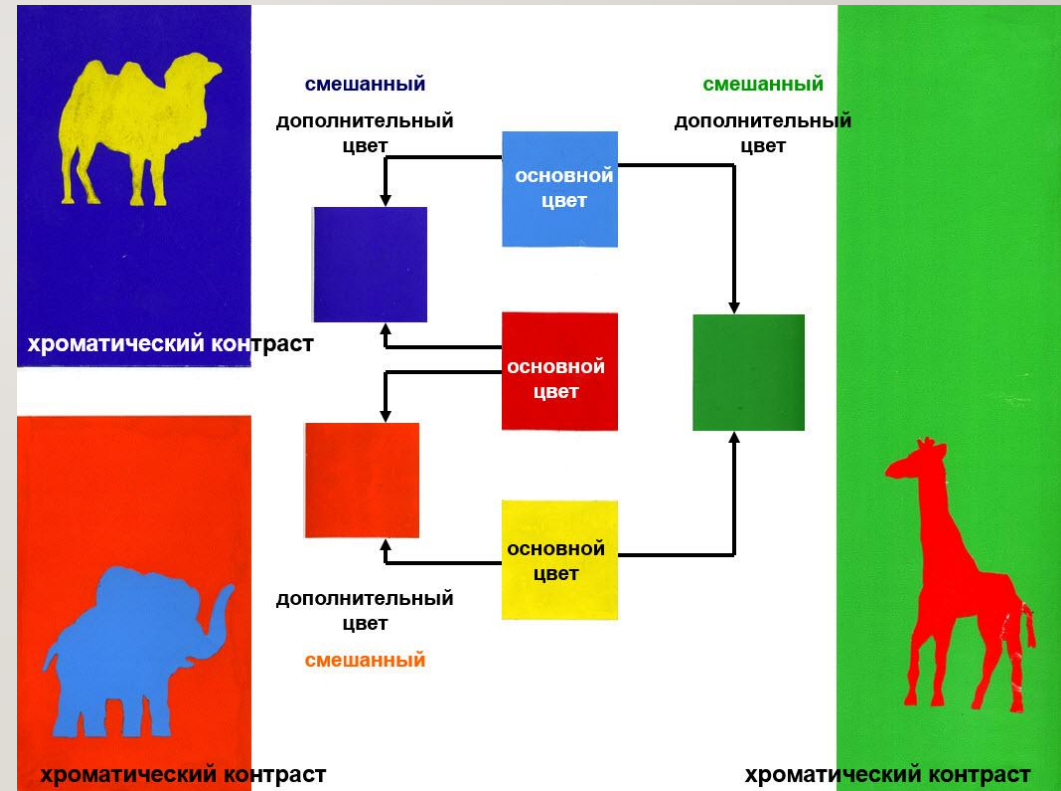 смешанный
дополнительный
цвет
смешанный
дополнительный
цвет
основной
цвет
хроматический контраст
основной
цвет
основной
цвет
дополнительный
цвет
смешанный
хроматический контраст
хроматический контраст